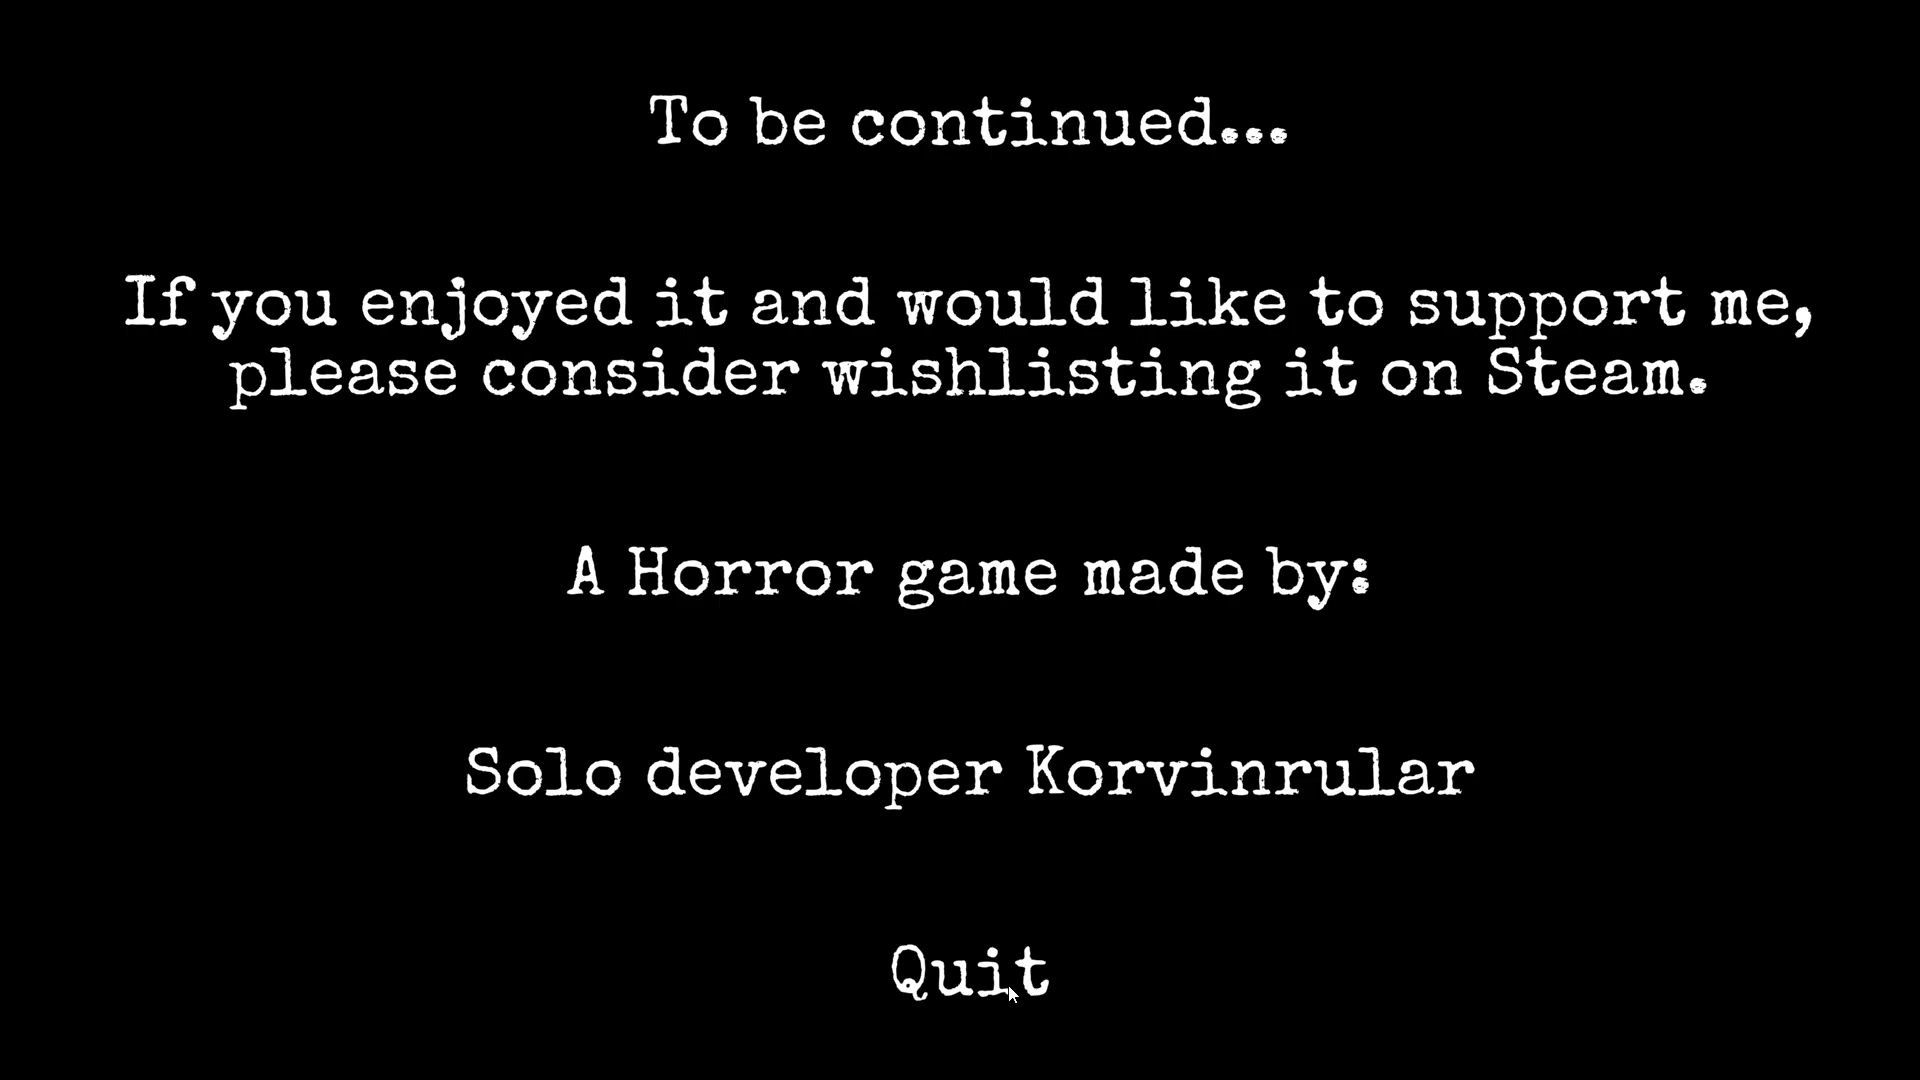 To be continued...
If you enjoyed it and would like to support me,
please consider wishlisting it on Steam.
A Horror game made by:
Solo developer Korvinrular
Quit